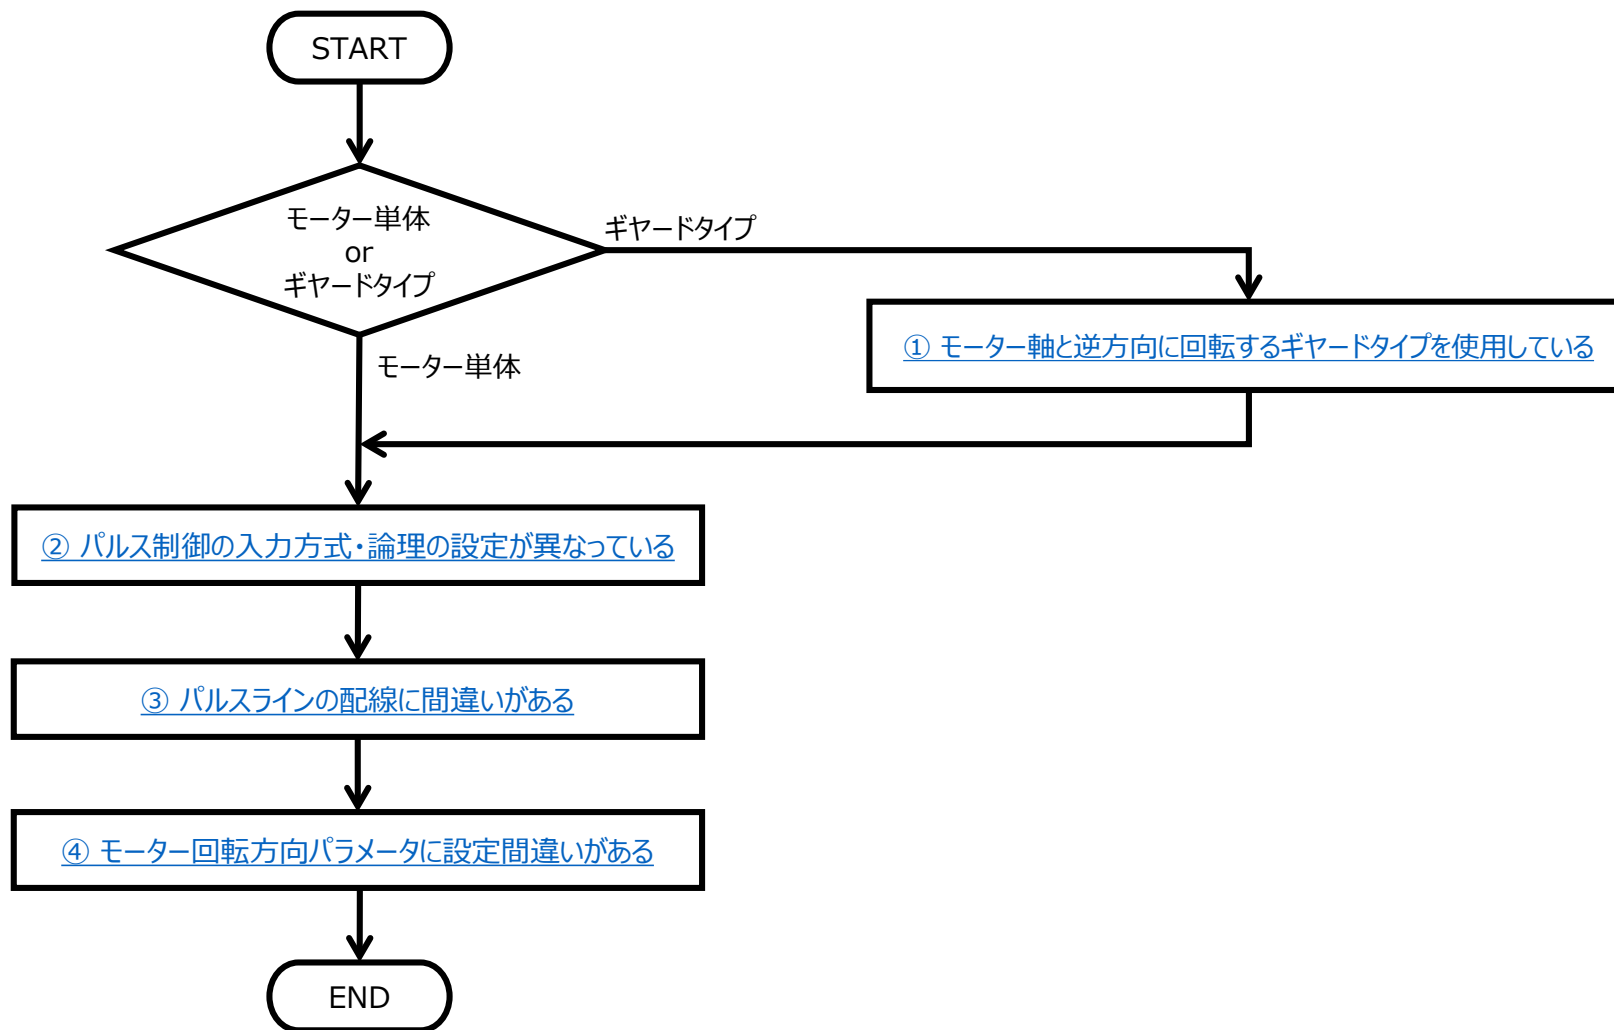 START
モーター単体
or
ギヤードタイプ
ギヤードタイプ
① モーター軸と逆方向に回転するギヤードタイプを使用している
モーター単体
② パルス制御の入力方式・論理の設定が異なっている
③ パルスラインの配線に間違いがある
④ モーター回転方向パラメータに設定間違いがある
END